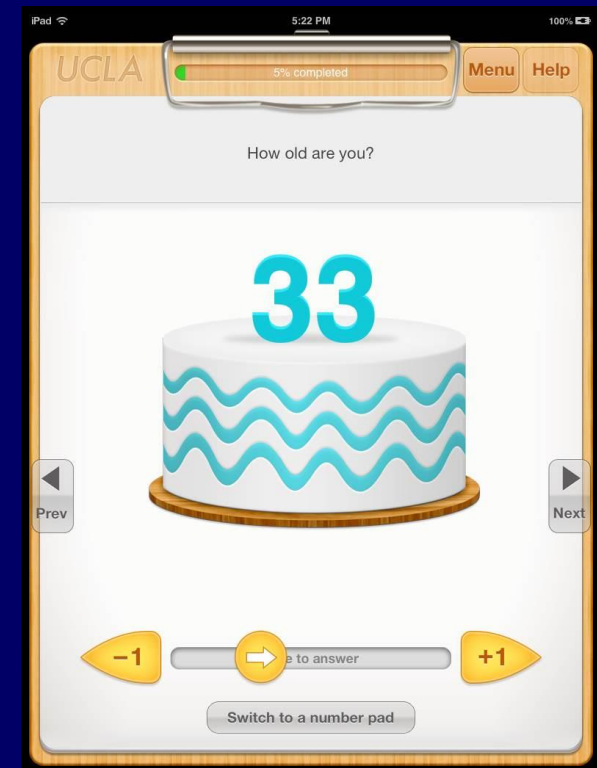 iPad 5:22 PM 100%
UCLA 5% completed Menu Help
How old are you?
33
Prev Next
−1 e to answer +1
Switch to a number pad